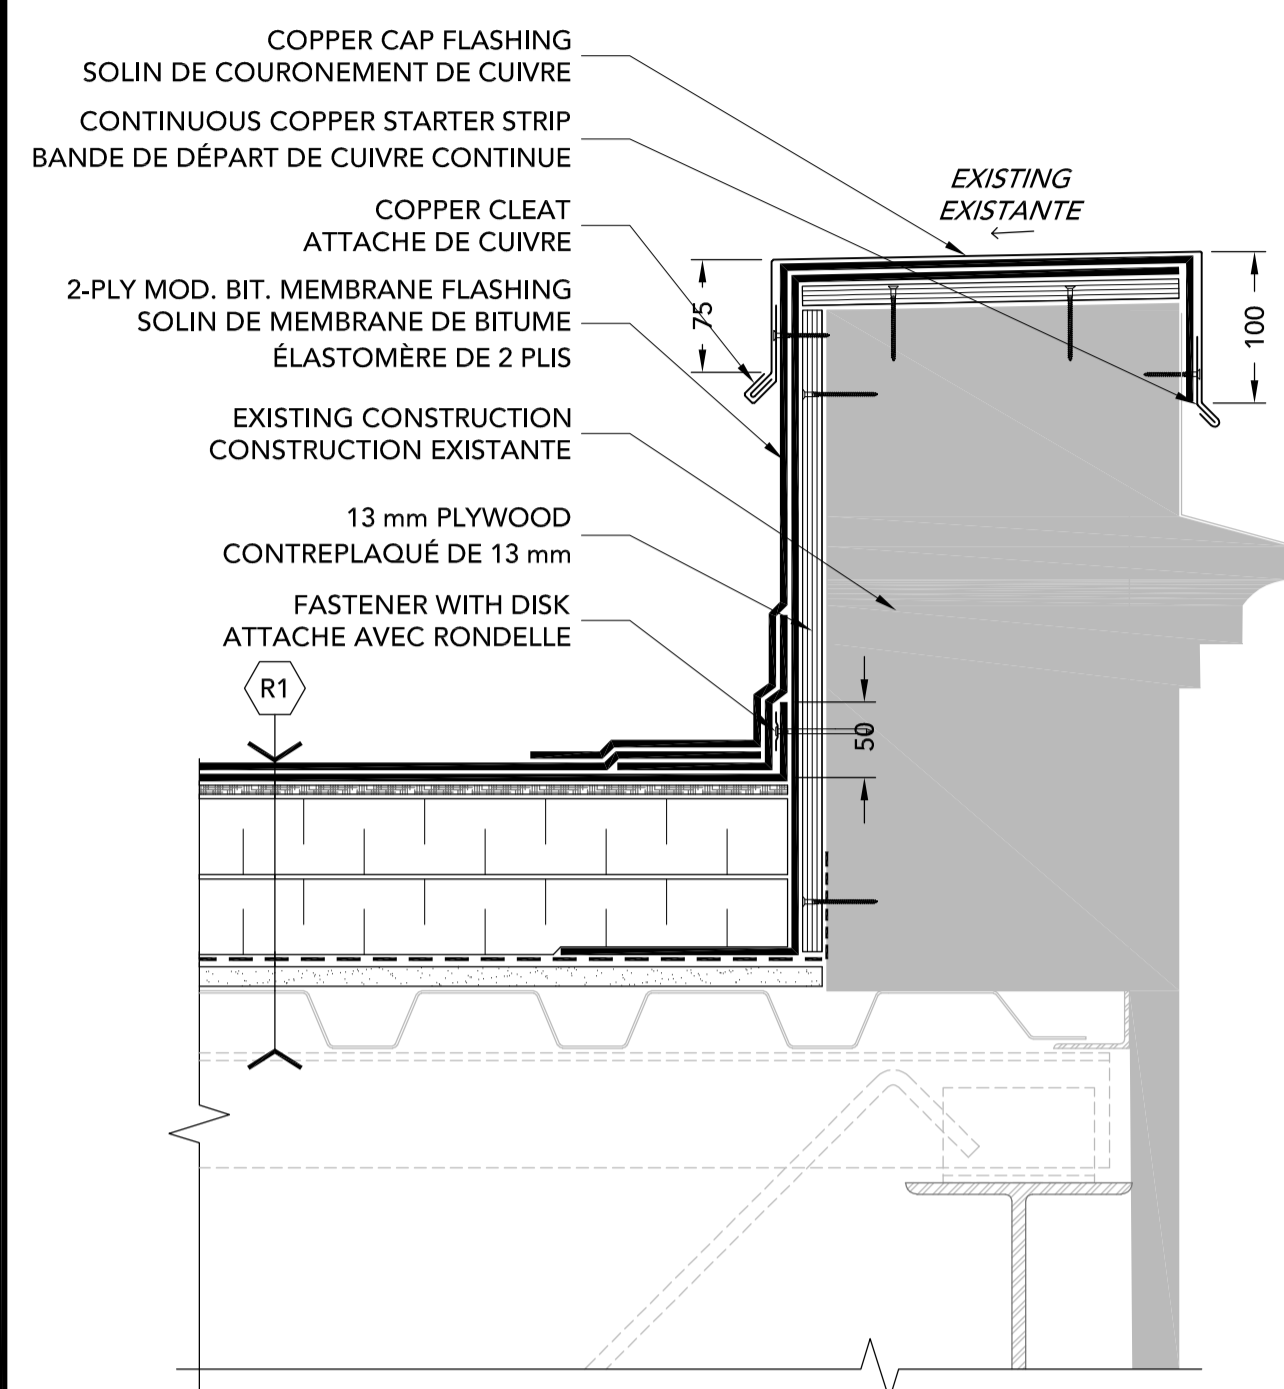 COPPER CAP FLASHING
SOLIN DE COURONEMENT DE CUIVRE
CONTINUOUS COPPER STARTER STRIP
BANDE DE DÉPART DE CUIVRE CONTINUE
COPPER CLEAT
ATTACHE DE CUIVRE
2-PLY MOD. BIT. MEMBRANE FLASHING
SOLIN DE MEMBRANE DE BITUME
ÉLASTOMÈRE DE 2 PLIS
EXISTING CONSTRUCTION
CONSTRUCTION EXISTANTE
13 mm PLYWOOD
CONTREPLAQUÉ DE 13 mm
FASTENER WITH DISK
ATTACHE AVEC RONDELLE
R1
EXISTING
EXISTANTE
75
100
50